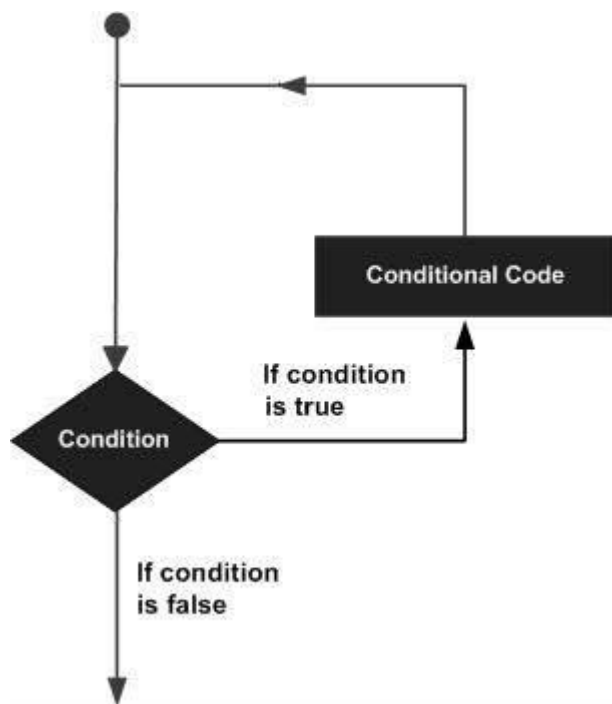 Conditional Code
If condition
is true
Condition
If condition
is false